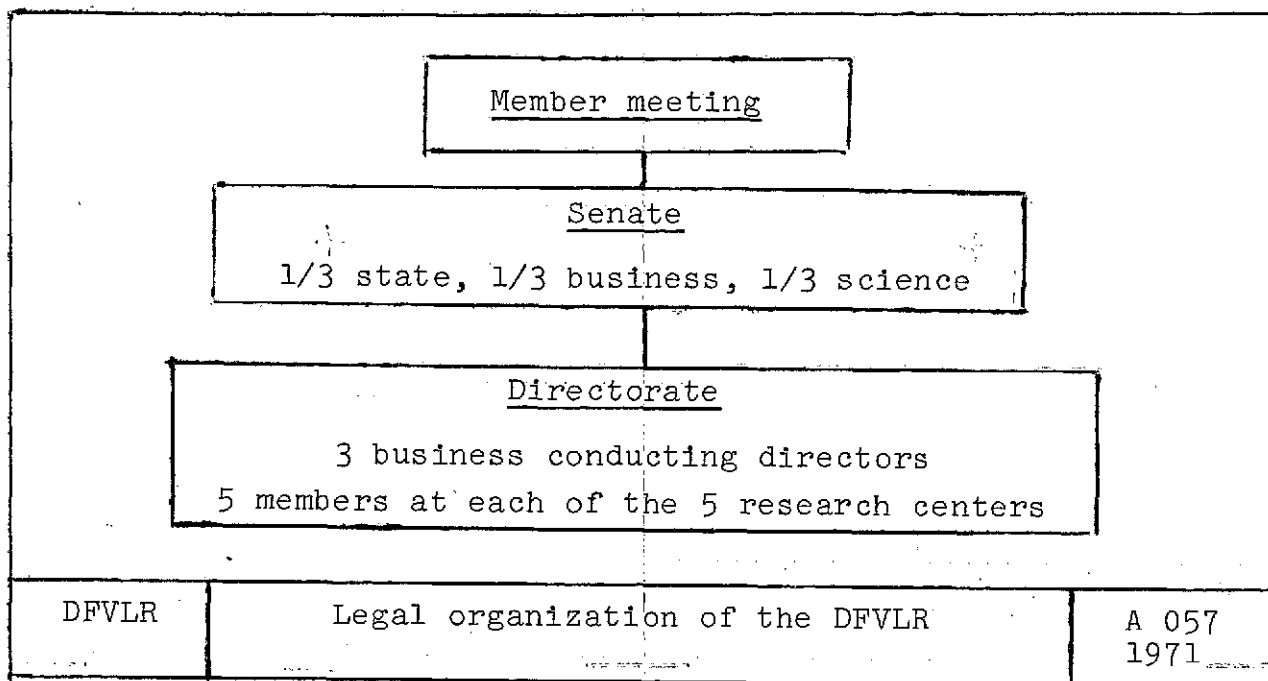 Member meeting
Senate
1/3 state, 1/3 business, 1/3 science
Directorate
3 business conducting directors
5 members at each of the 5 research centers
DFVLR
Legal organization of the DFVLR
A 057
1971